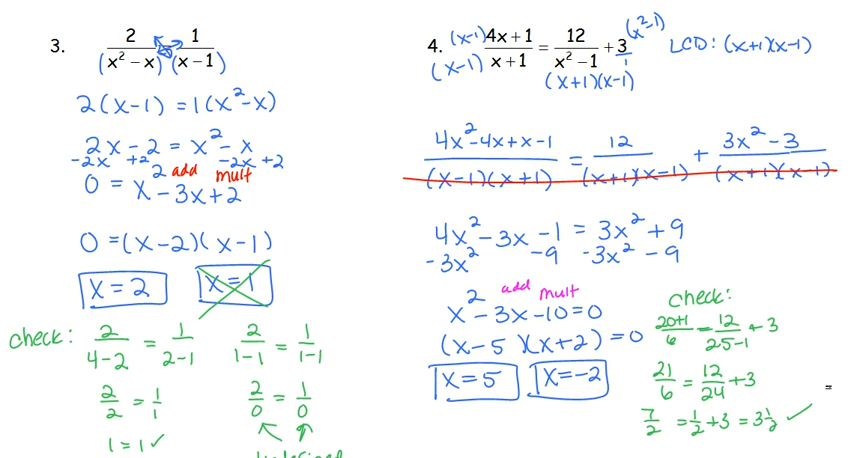 3. 2/(x² – x) = 1/(x – 1)
2(x-1) = 1(x²-x)
2x - 2 = x² - x
-2x +2 -2x +2
add mult
0 = x² - 3x + 2
0 = (x-2)(x-1)
x = 2 x = 1
check: 2/(4-2) = 1/(2-1) 2/(1-1) = 1/(1-1)
2/2 = 1/1 2/0 = 1/0
1 = 1 ✓
4. (x-1)/(x-1) (4x + 1)/(x + 1) = 12/(x² – 1) + 3/1 (x²-1) LCD: (x+1)(x-1)
(x+1)(x-1)
(4x²-4x+x-1)/((x-1)(x+1)) = 12/((x+1)(x-1)) + (3x²-3)/((x+1)(x-1))
4x² - 3x - 1 = 3x² + 9
-3x² -9 -3x² -9
add mult
x² - 3x - 10 = 0
(x-5)(x+2) = 0
x = 5 x = -2
check:
(20+1)/6 = 12/(25-1) + 3
21/6 = 12/24 + 3
7/2 = 1/2 + 3 = 3 1/2 ✓
=